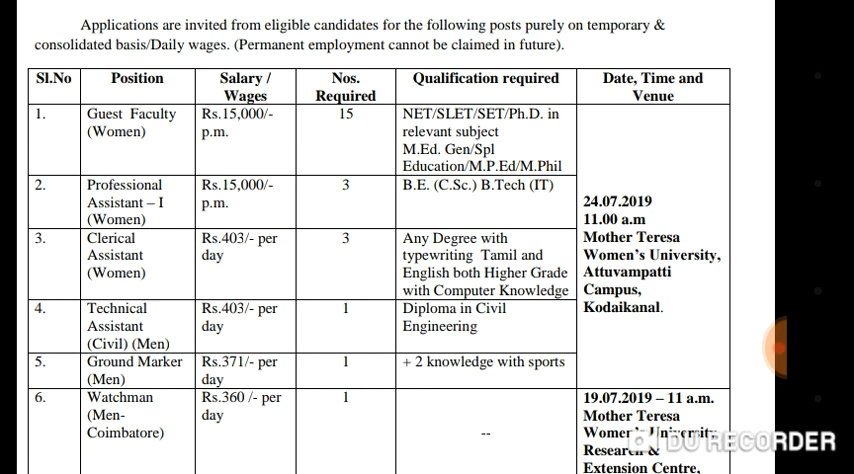 Applications are invited from eligible candidates for the following posts purely on temporary &
consolidated basis/Daily wages. (Permanent employment cannot be claimed in future).
Sl.No Position Salary / Wages Nos. Required Qualification required Date, Time and Venue
1. Guest Faculty (Women) Rs.15,000/- p.m. 15 NET/SLET/SET/Ph.D. in relevant subject M.Ed. Gen/Spl Education/M.P.Ed/M.Phil
2. Professional Assistant – I (Women) Rs.15,000/- p.m. 3 B.E. (C.Sc.) B.Tech (IT)
3. Clerical Assistant (Women) Rs.403/- per day 3 Any Degree with typewriting Tamil and English both Higher Grade with Computer Knowledge
4. Technical Assistant (Civil) (Men) Rs.403/- per day 1 Diploma in Civil Engineering
5. Ground Marker (Men) Rs.371/- per day 1 + 2 knowledge with sports
24.07.2019
11.00 a.m
Mother Teresa
Women's University,
Attuvampatti
Campus,
Kodaikanal.
6. Watchman (Men- Coimbatore) Rs.360 /- per day 1 --
19.07.2019 – 11 a.m.
Mother Teresa
Women's University
Research &
Extension Centre,
DU RECORDER